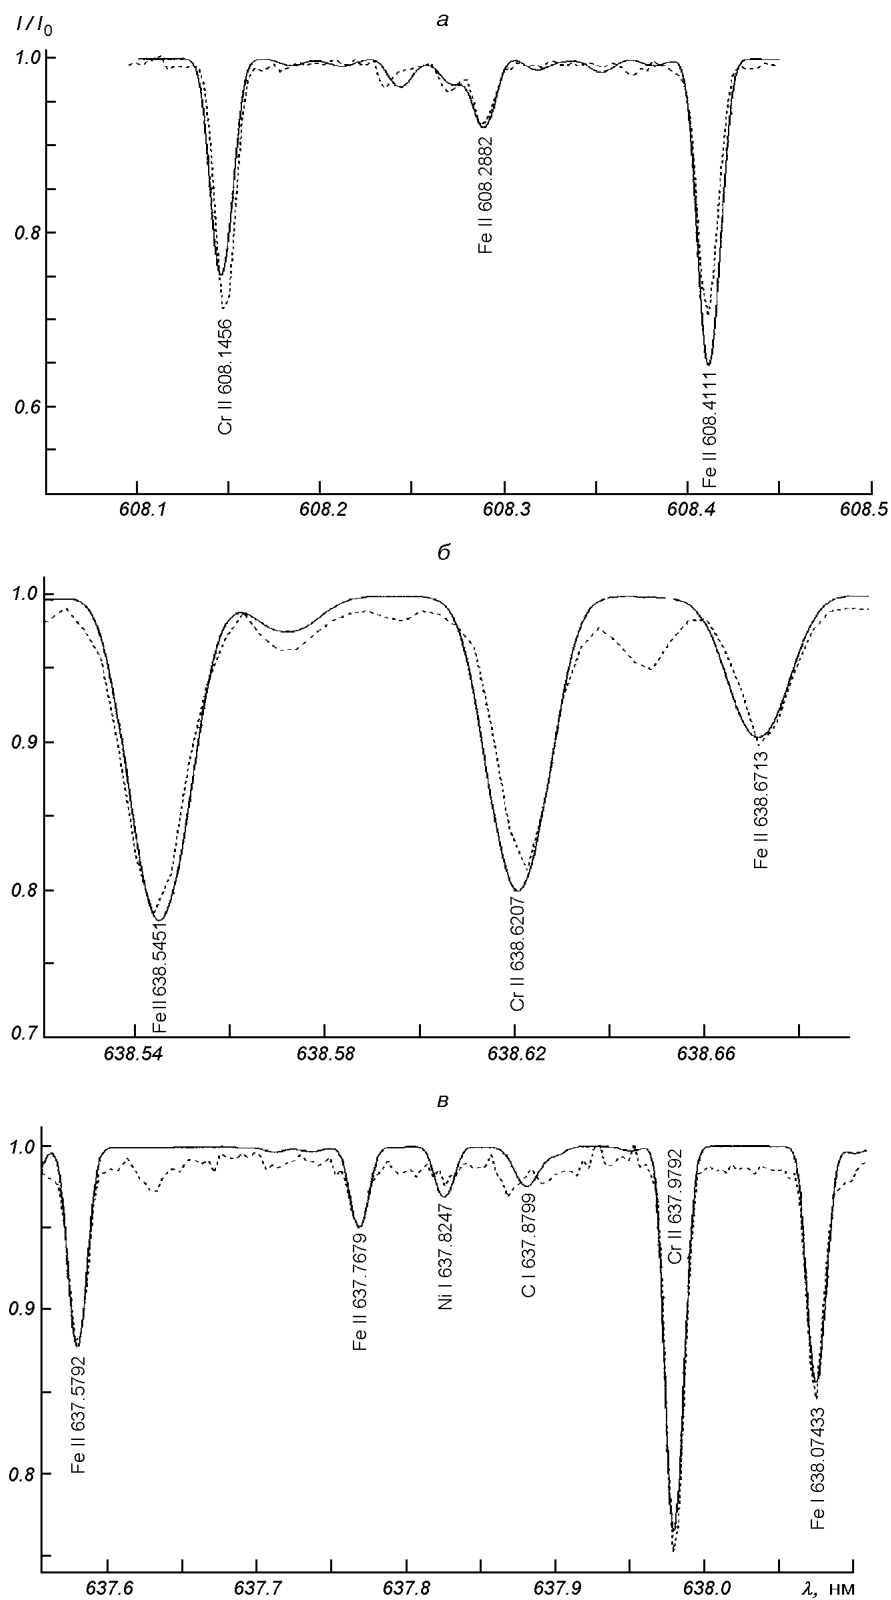 I / I0
а
1.0
0.8
0.6
Cr II 608.1456
Fe II 608.2882
Fe II 608.4111
608.1 608.2 608.3 608.4 608.5
б
1.0
0.9
0.8
0.7
Fe II 638.5451
Cr II 638.6207
Fe II 638.6713
638.54 638.58 638.62 638.66
в
1.0
0.9
0.8
Fe II 637.5792
Fe II 637.7679
Ni I 637.8247
C I 637.8799
Cr II 637.9792
Fe I 638.07433
637.6 637.7 637.8 637.9 638.0 λ, нм